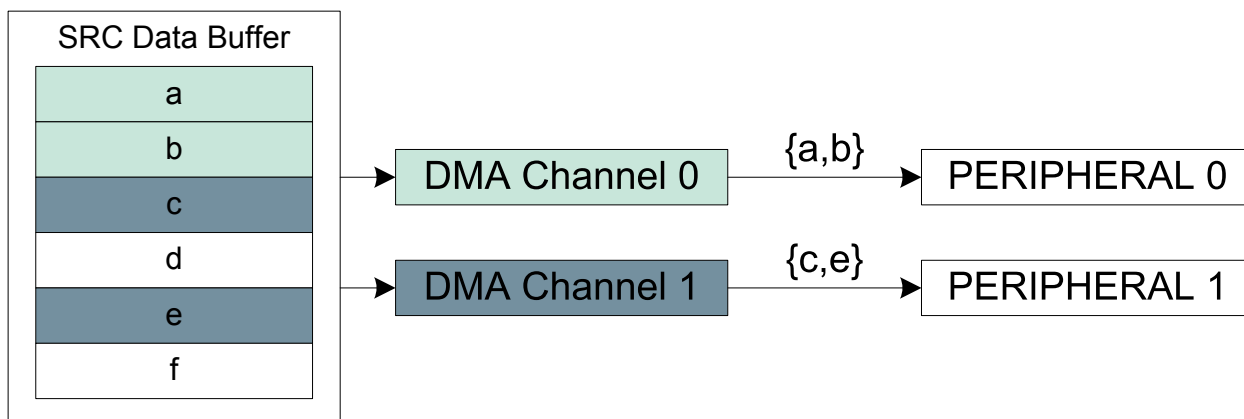 SRC Data Buffer
a
b
c
d
e
f
DMA Channel 0
{a,b}
PERIPHERAL 0
DMA Channel 1
{c,e}
PERIPHERAL 1